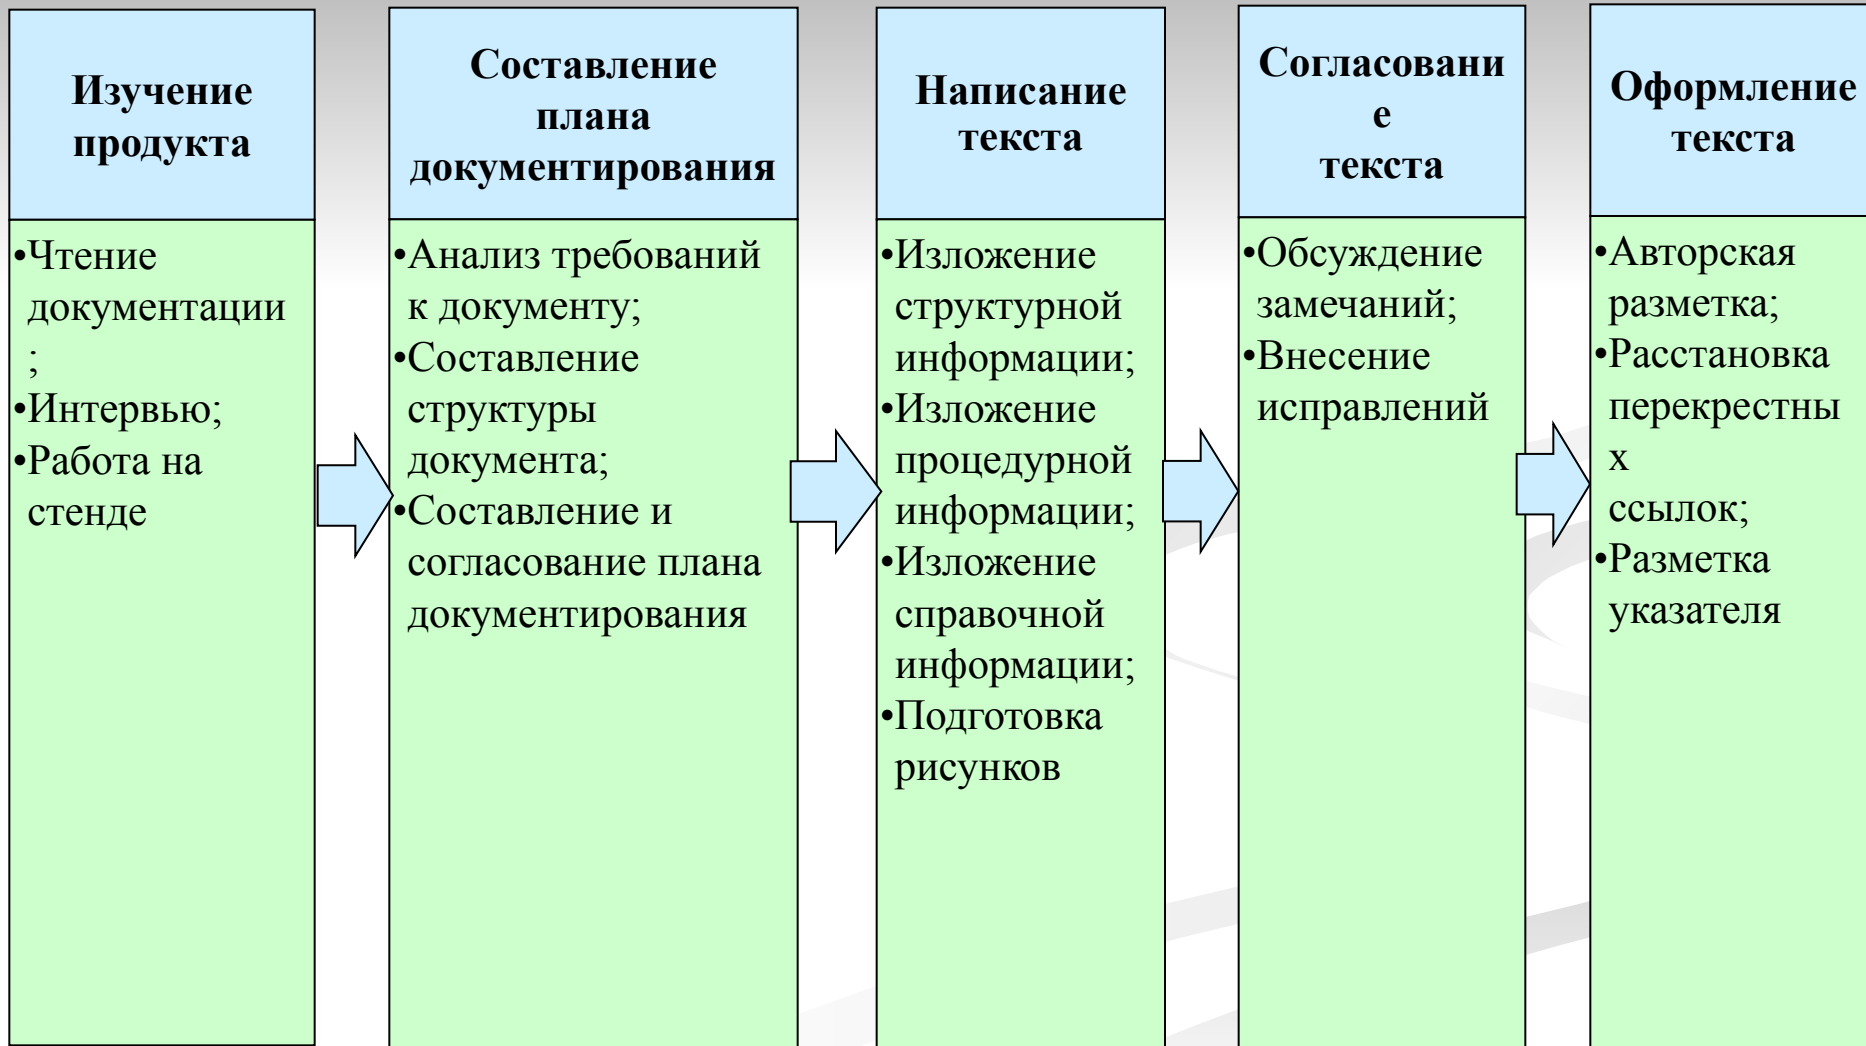 Изучение
продукта
•Чтение
документации
;
•Интервью;
•Работа на
стенде
Составление
плана
документирования
•Анализ требований
к документу;
•Составление
структуры
документа;
•Составление и
согласование плана
документирования
Написание
текста
•Изложение
структурной
информации;
•Изложение
процедурной
информации;
•Изложение
справочной
информации;
•Подготовка
рисунков
Согласовани
е
текста
•Обсуждение
замечаний;
•Внесение
исправлений
Оформление
текста
•Авторская
разметка;
•Расстановка
перекрестны
х
ссылок;
•Разметка
указателя